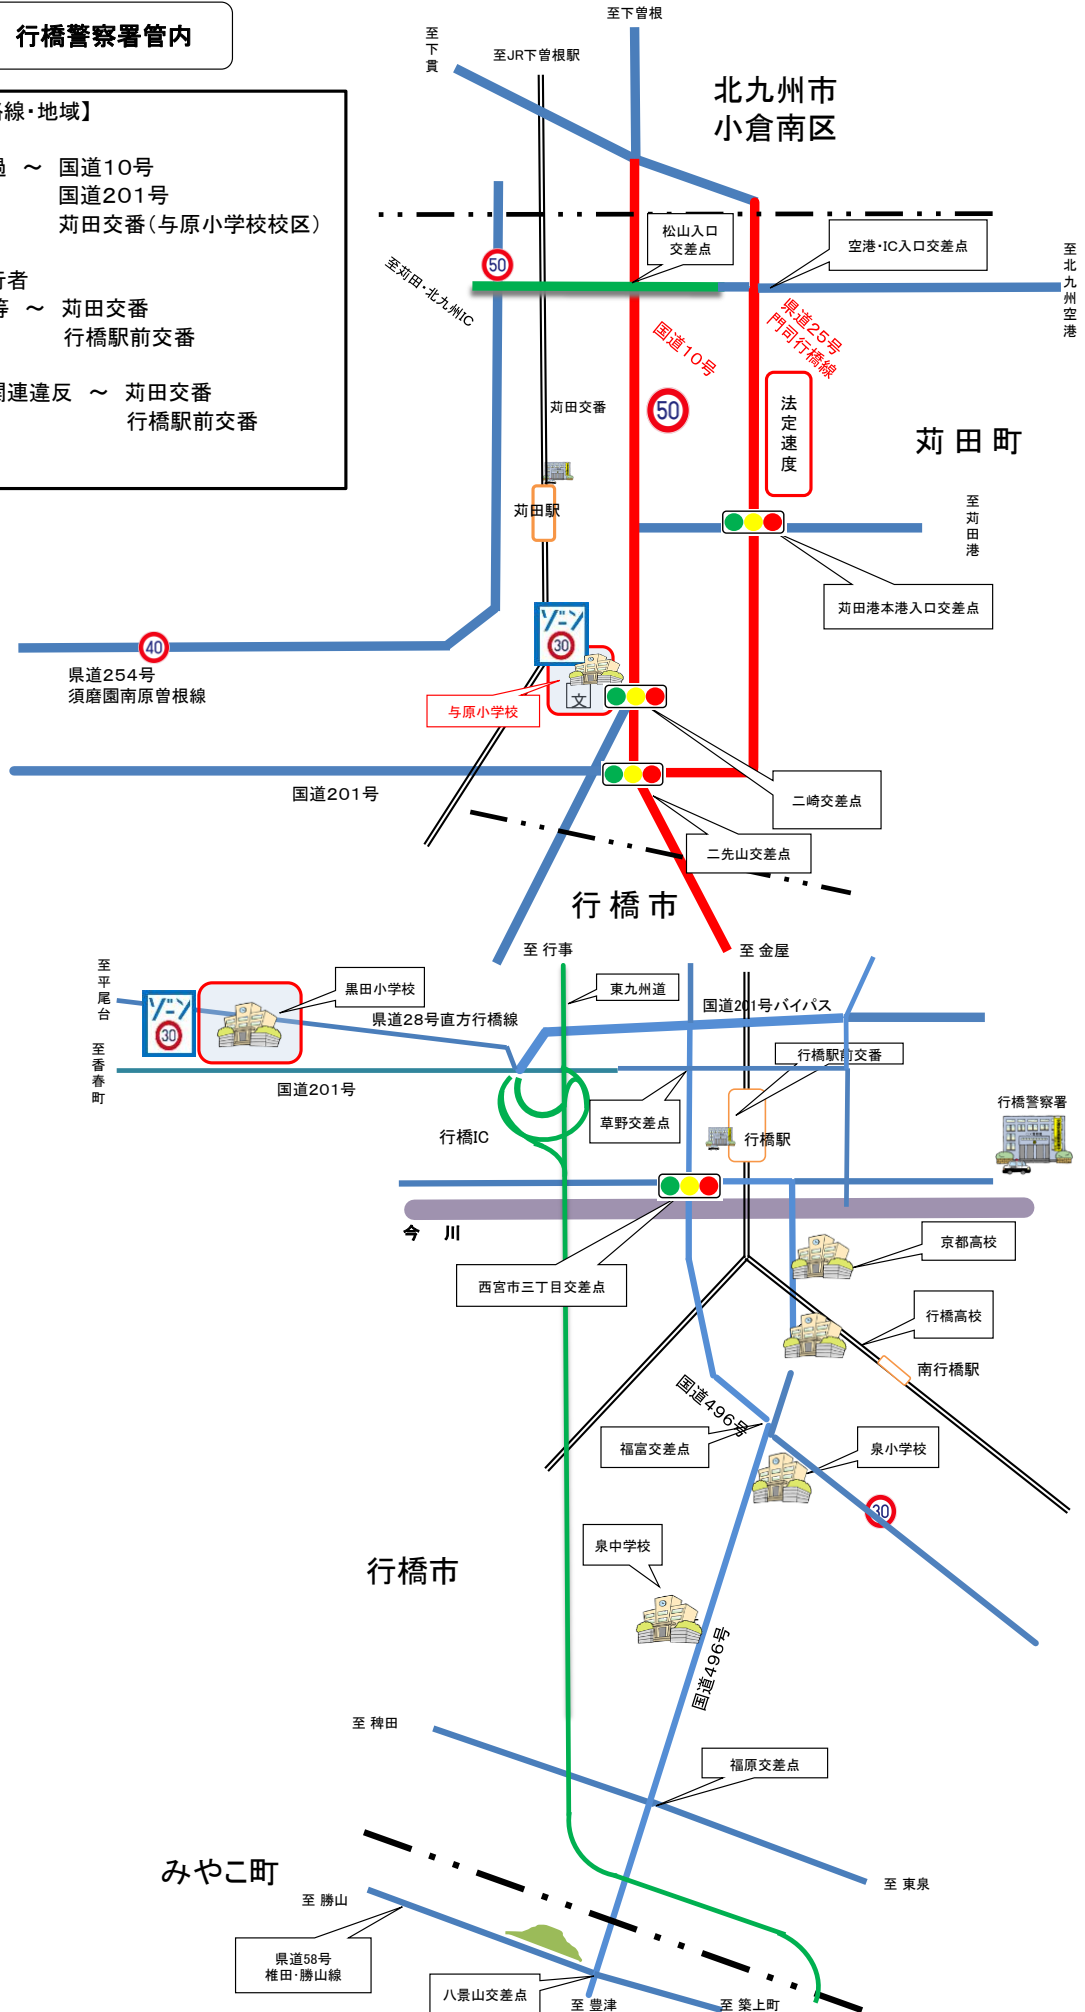 行橋警察署管内
路線・地域】
過 ～ 国道10号
国道201号
苅田交番(与原小学校校区)
行者
等 ～ 苅田交番
行橋駅前交番
関連違反 ～ 苅田交番
行橋駅前交番
至下曽根
至下貫
至JR下曽根駅
北九州市
小倉南区
松山入口
交差点
空港・IC入口交差点
至北九州空港
50
至苅田・北九州IC
国道10号
県道25号
門司行橋線
50
法定速度
苅田交番
苅田町
苅田駅
至苅田港
苅田港本港入口交差点
ゾーン
30
40
県道254号
須磨園南原曽根線
文
与原小学校
国道201号
二崎交差点
二先山交差点
行橋市
至 行事
至 金屋
至平尾台
ゾーン
30
黒田小学校
東九州道
県道28号直方行橋線
国道201号バイパス
至香春町
国道201号
行橋駅前交番
行橋IC
草野交差点
行橋駅
行橋警察署
今 川
京都高校
西宮市三丁目交差点
行橋高校
南行橋駅
国道496号
福富交差点
泉小学校
30
泉中学校
行橋市
国道496号
至 稗田
福原交差点
みやこ町
至 東泉
至 勝山
県道58号
椎田・勝山線
八景山交差点
至 豊津
至 築上町